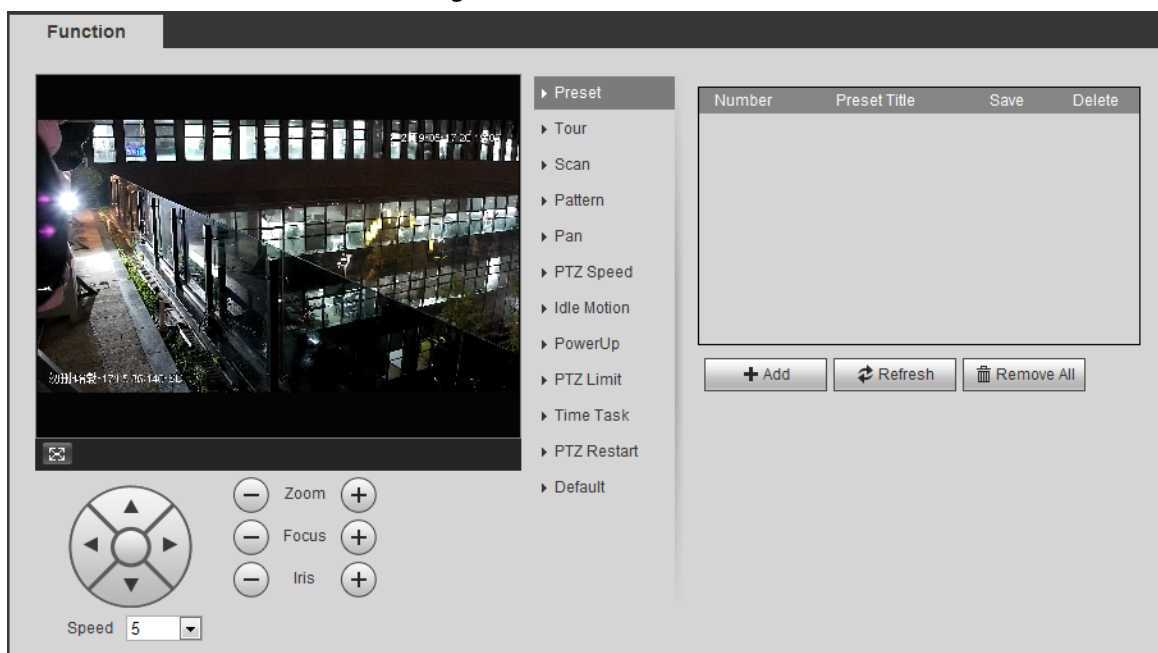 Function
Preset
Tour
Scan
Pattern
Pan
PTZ Speed
Idle Motion
PowerUp
PTZ Limit
Time Task
PTZ Restart
Default
Number Preset Title Save Delete
Add Refresh Remove All
Zoom
Focus
Iris
Speed 5